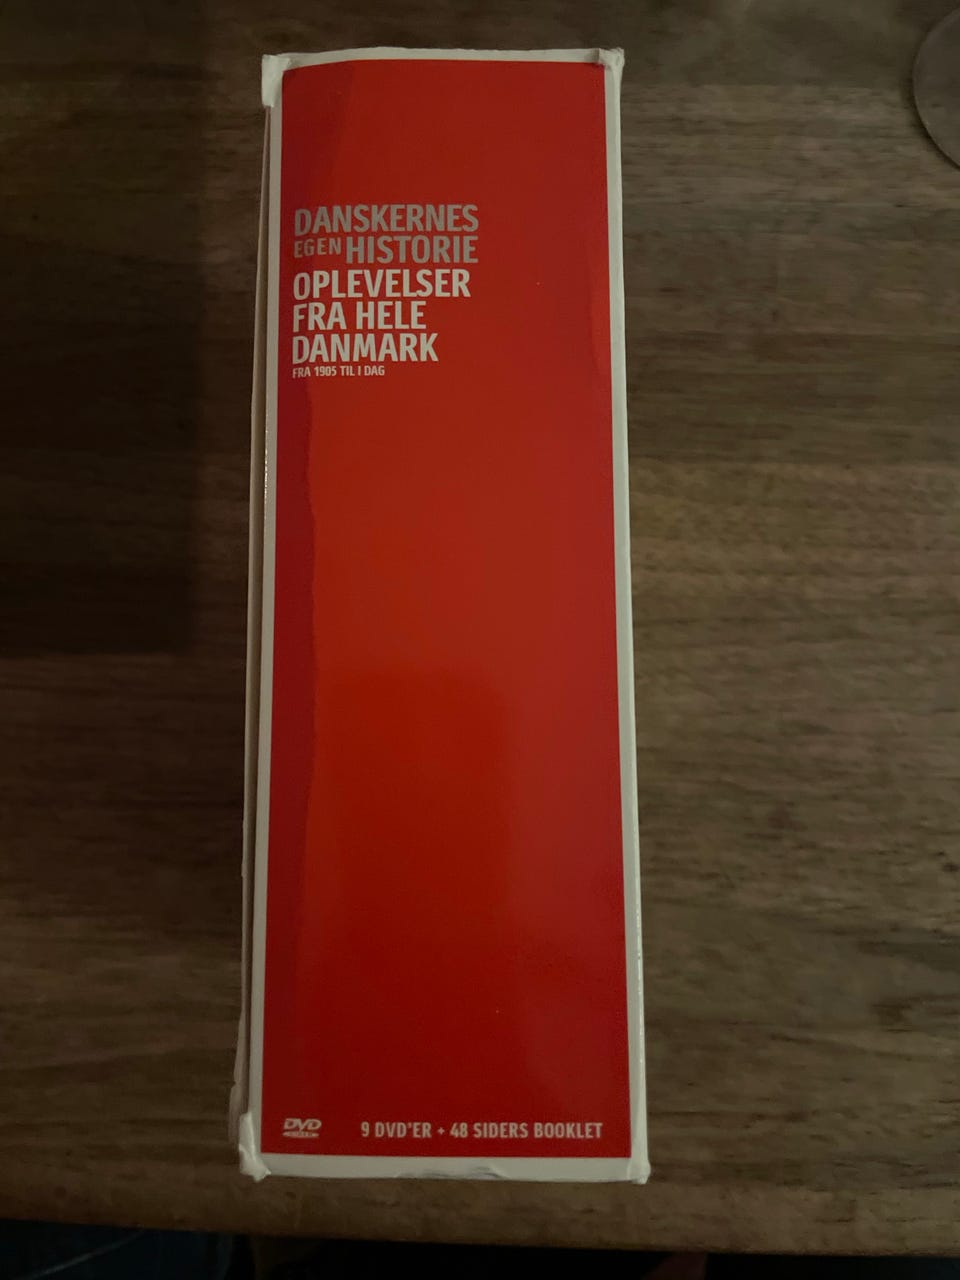 DANSKERNES
EGEN HISTORIE
OPLEVELSER
FRA HELE
DANMARK
FRA 1905 TIL I DAG
DVD
9 DVD'ER + 48 SIDERS BOOKLET